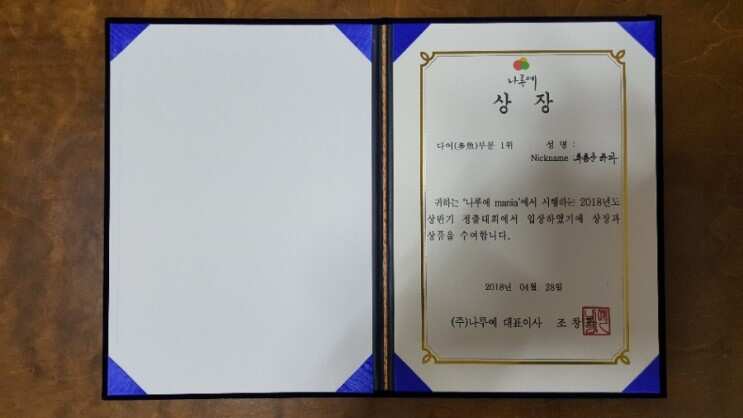 나루예
상 장
다어(多魚)부문 1위 성 명 :
Nickname
귀하는 '나루예 mania'에서 시행하는 2018년도
상반기 정출대회에서 입상하였기에 상장과
상품을 수여합니다.
2018년 04월 28일
(주)나루예 대표이사 조 창